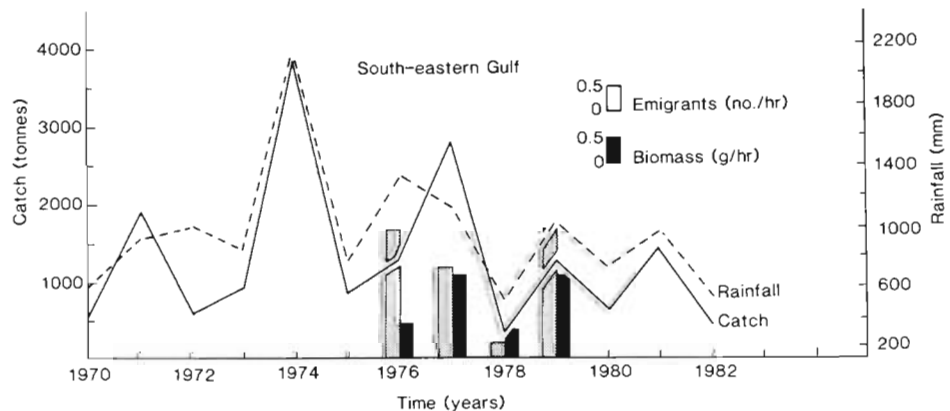 South-eastern Gulf
0.5
0
Emigrants (no./hr)
0.5
0
Biomass (g/hr)
Catch (tonnes)
4000
3000
2000
1000
Rainfall (mm)
2200
1800
1400
1000
600
200
Rainfall
Catch
1970
1972
1974
1976
1978
1980
1982
Time (years)